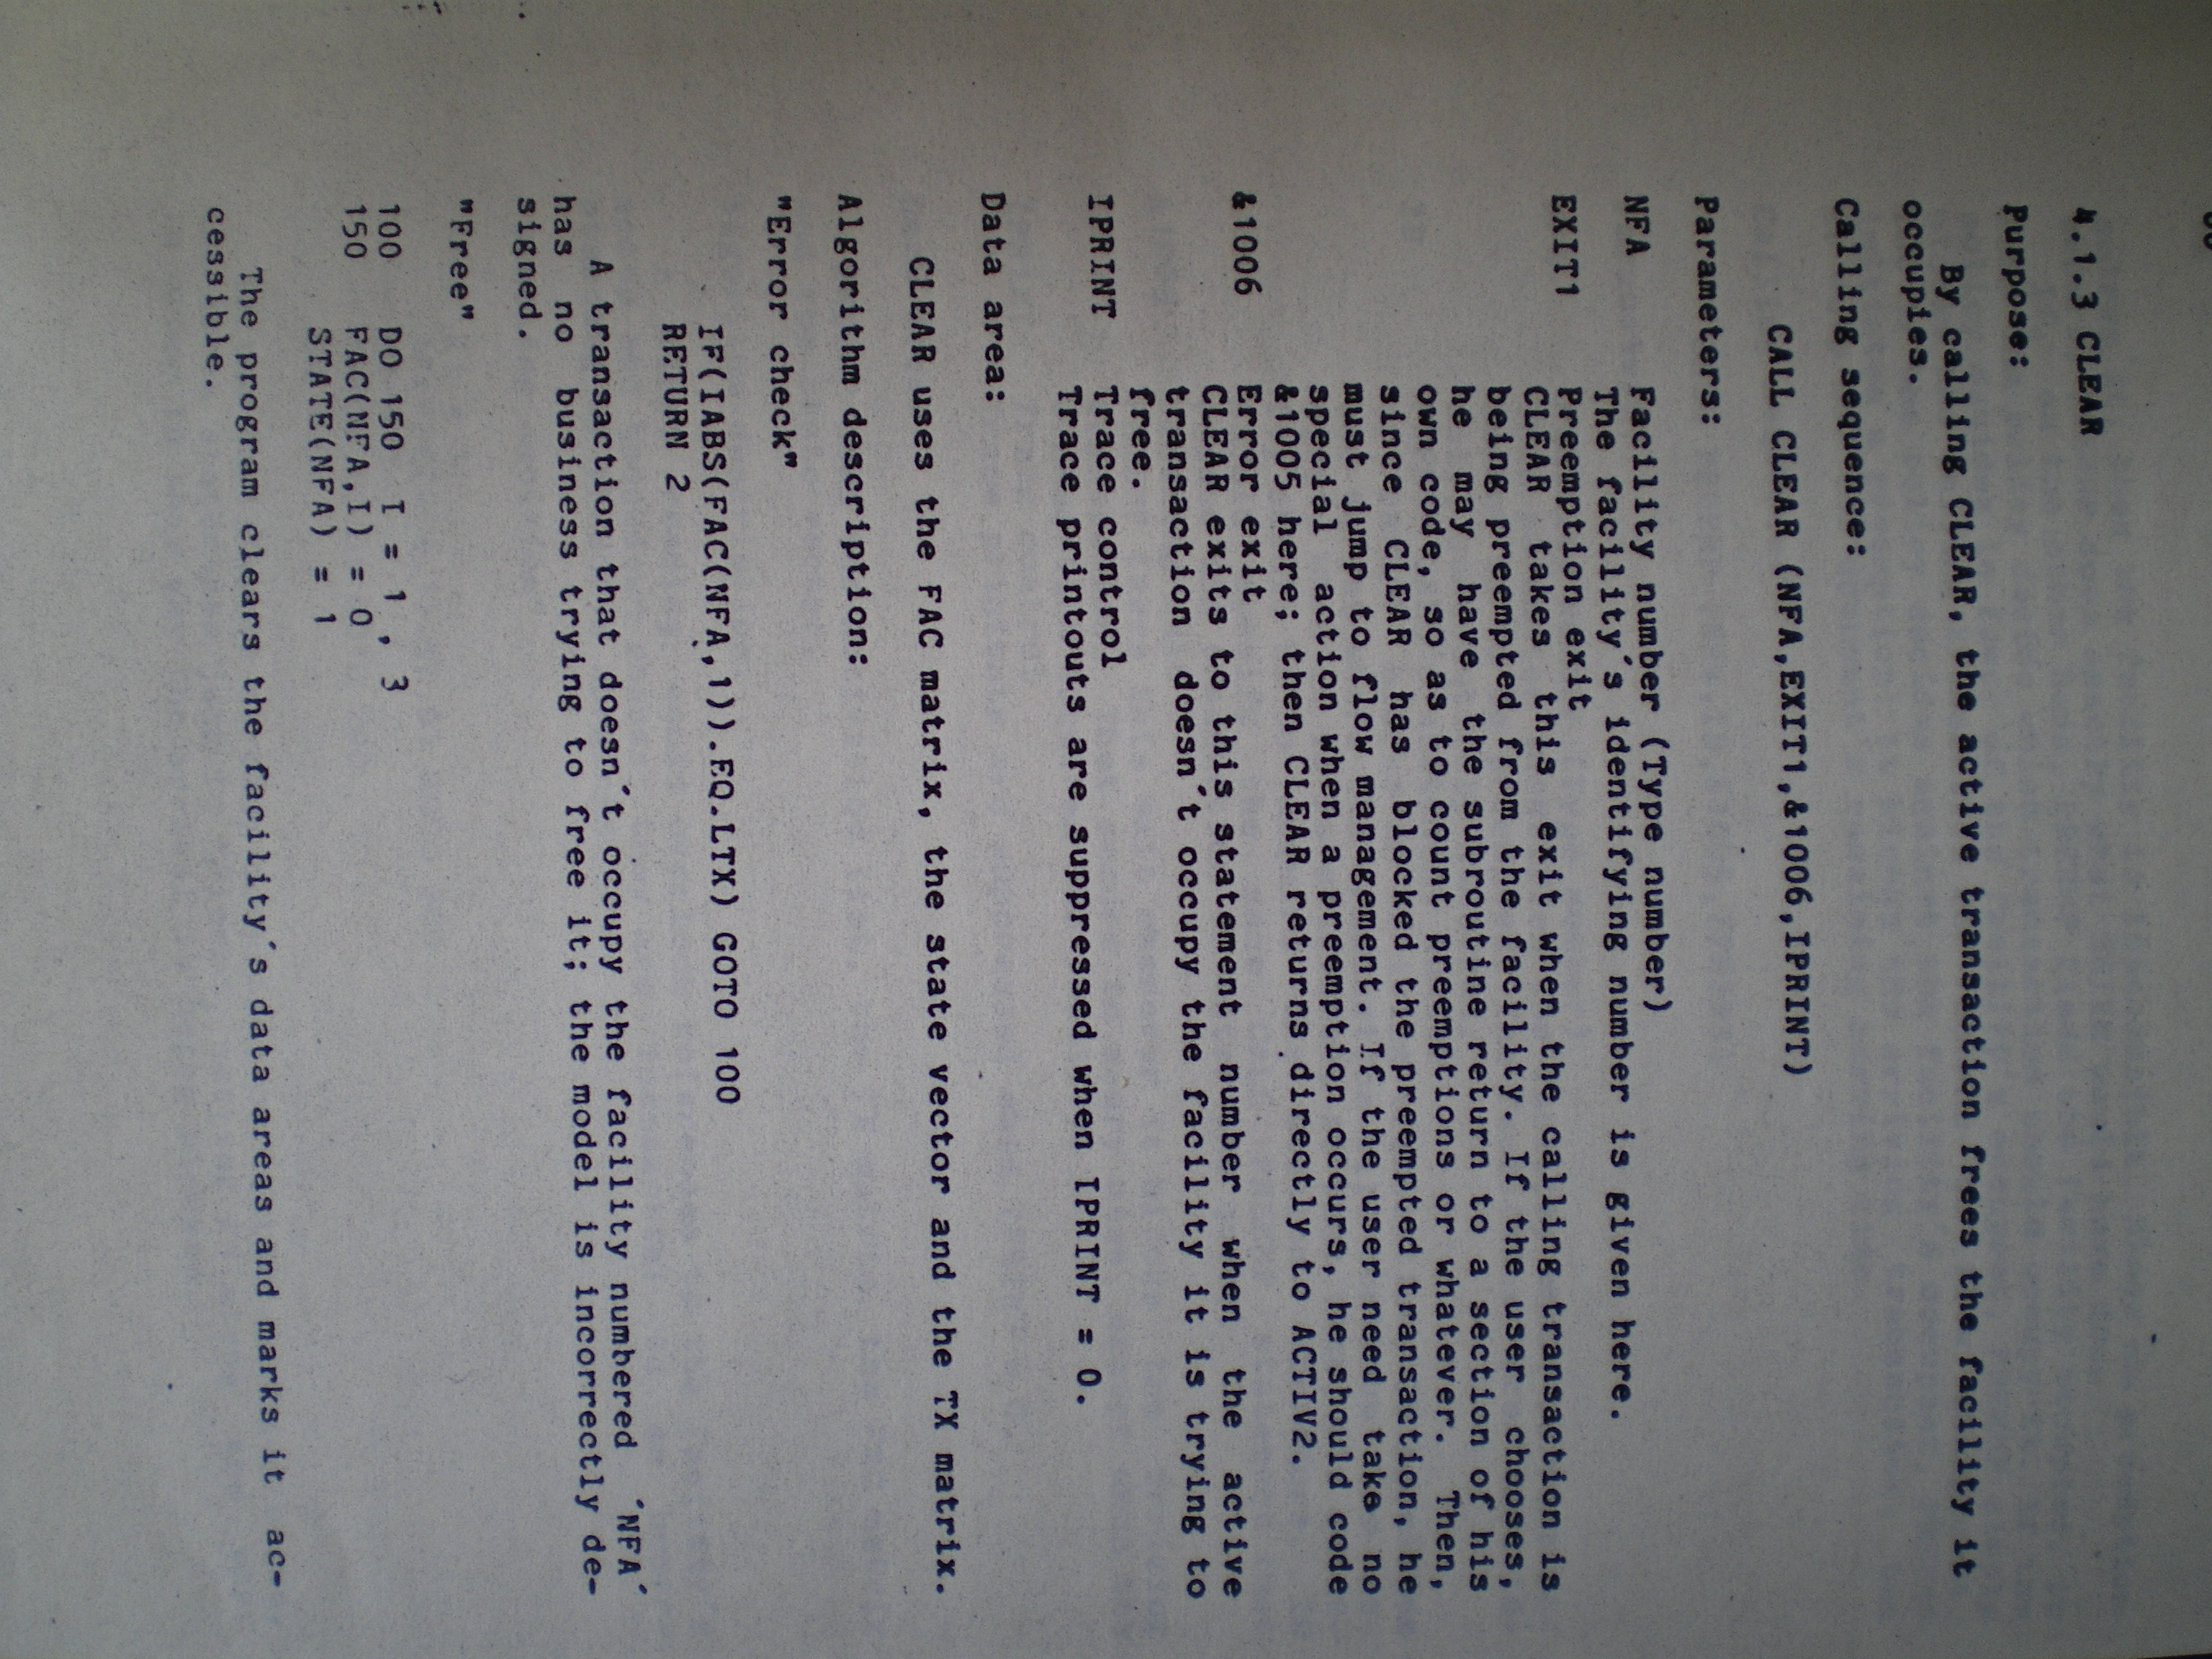 4.1.3 CLEAR
Purpose:
By calling CLEAR, the active transaction frees the facility it
occupies.
Calling sequence:
CALL CLEAR (NFA,EXIT1,&1006,IPRINT)
Parameters:
NFA Facility number (Type number)
The facility´s identifying number is given here.
EXIT1 Preemption exit
CLEAR takes this exit when the calling transaction is
being preempted from the facility. If the user chooses,
he may have the subroutine return to a section of his
own code, so as to count preemptions or whatever. Then,
since CLEAR has blocked the preempted transaction, he
must jump to flow management. If the user need take no
special action when a preemption occurs, he should code
&1005 here; then CLEAR returns directly to ACTIV2.
&1006 Error exit
CLEAR exits to this statement number when the active
transaction doesn´t occupy the facility it is trying to
free.
IPRINT Trace control
Trace printouts are suppressed when IPRINT = 0.
Data area:
CLEAR uses the FAC matrix, the state vector and the TX matrix.
Algorithm description:
"Error check"
IF(IABS(FAC(NFA,1)).EQ.LTX) GOTO 100
RETURN 2
A transaction that doesn´t occupy the facility numbered ´NFA´
has no business trying to free it; the model is incorrectly de-
signed.
"Free"
100 DO 150 I = 1 , 3
150 FAC(NFA,I) = 0
STATE(NFA) = 1
The program clears the facility´s data areas and marks it ac-
cessible.